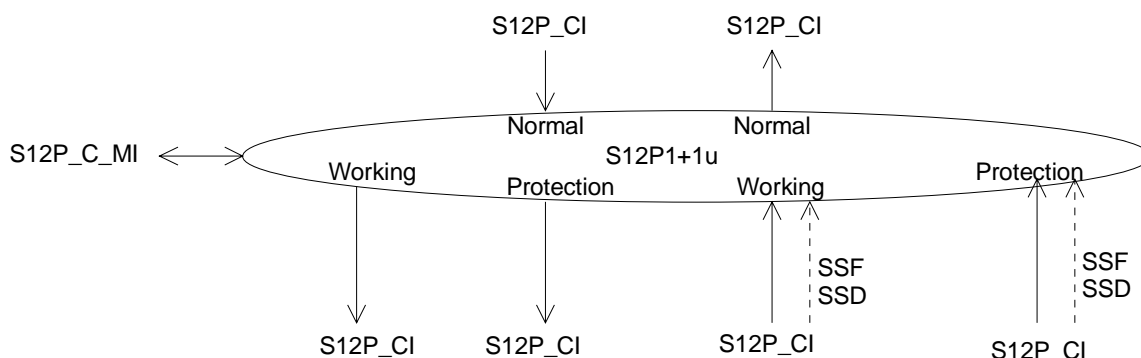 S12P_CI S12P_CI
Normal Normal
S12P_C_MI S12P1+1u
Working Protection Working Protection
SSF SSF
SSD SSD
S12P_CI S12P_CI S12P_CI S12P_CI